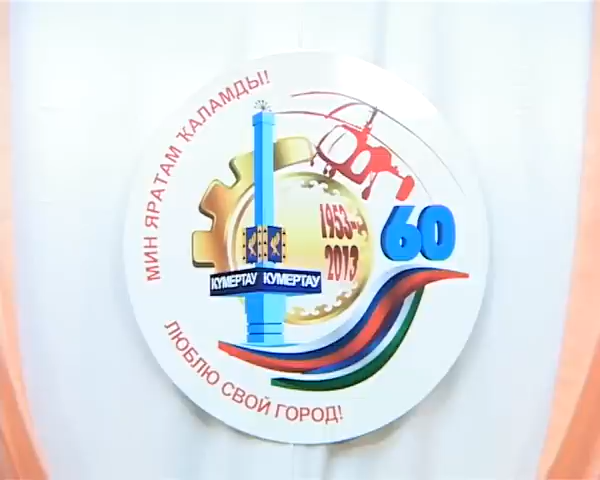 МИН ЯРАТАМ ҠАЛАМДЫ!
1953-
2013
60
КУМЕРТАУ КУМЕРТАУ
ЛЮБЛЮ СВОЙ ГОРОД!